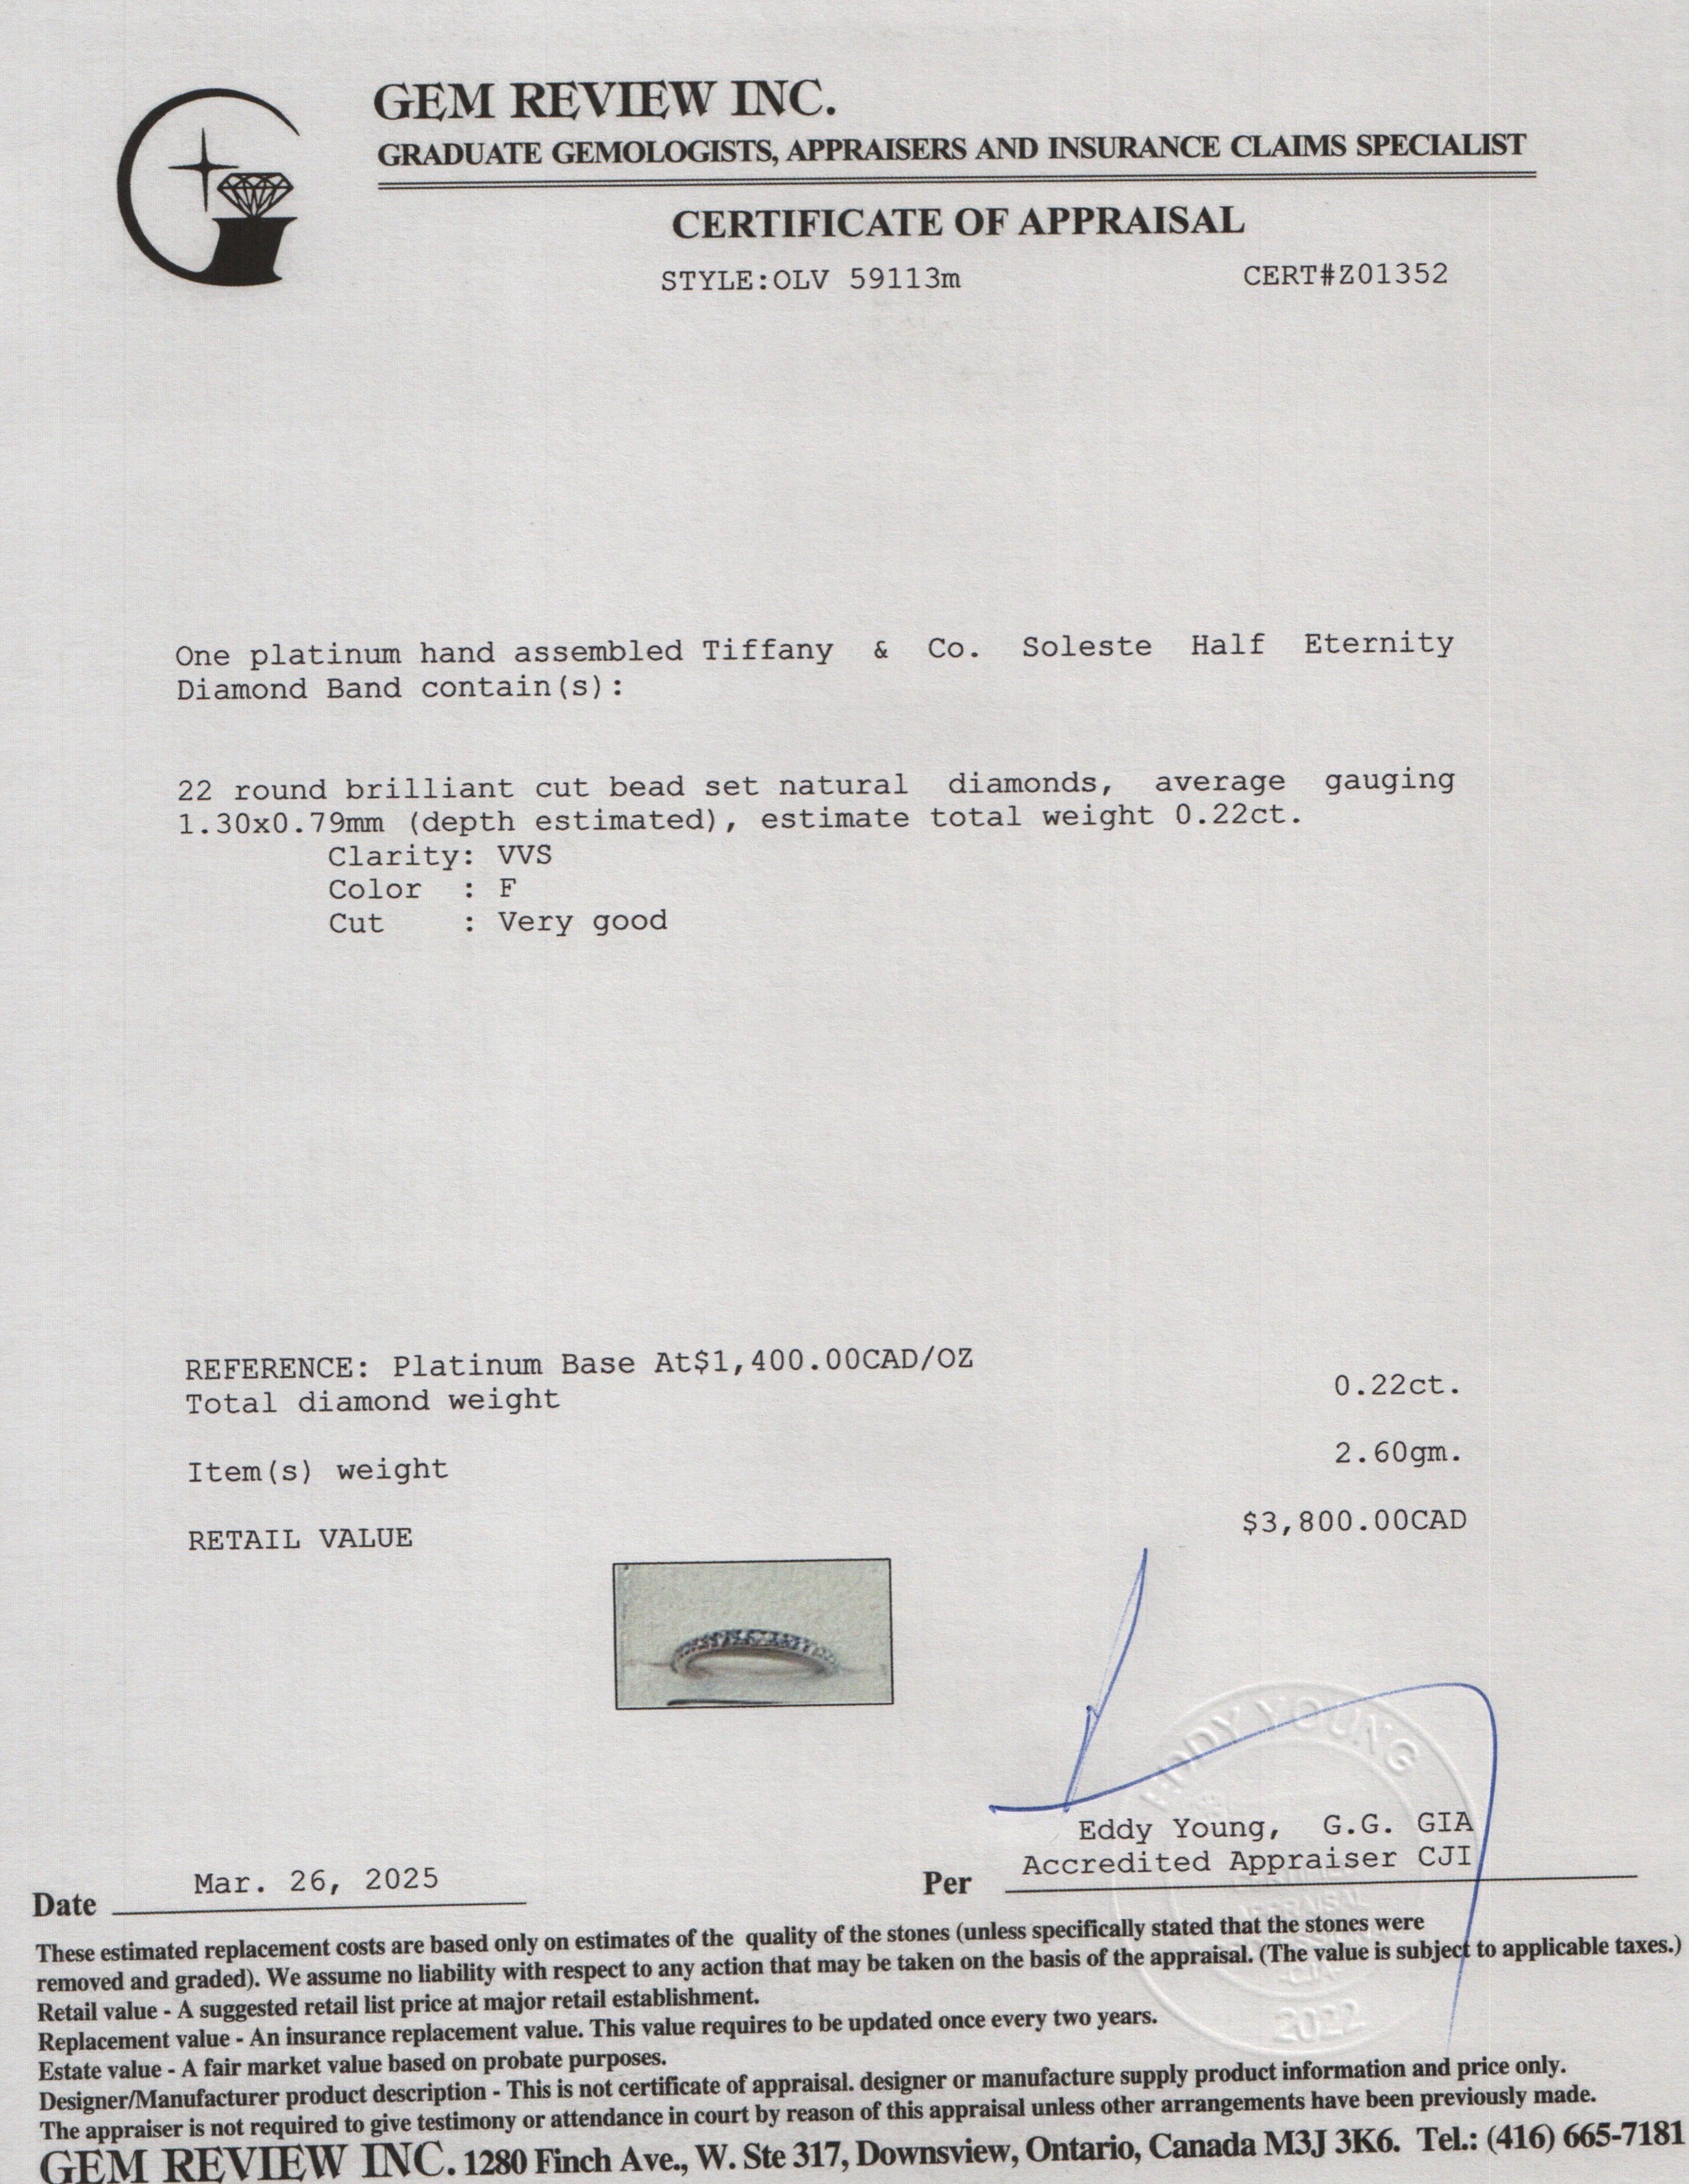 GEM REVIEW INC.
GRADUATE GEMOLOGISTS, APPRAISERS AND INSURANCE CLAIMS SPECIALIST
CERTIFICATE OF APPRAISAL
STYLE:OLV 59113m CERT#Z01352
One platinum hand assembled Tiffany & Co. Soleste Half Eternity
Diamond Band contain(s):
22 round brilliant cut bead set natural diamonds, average gauging
1.30x0.79mm (depth estimated), estimate total weight 0.22ct.
Clarity: VVS
Color : F
Cut : Very good
REFERENCE: Platinum Base At$1,400.00CAD/OZ
Total diamond weight 0.22ct.
Item(s) weight 2.60gm.
RETAIL VALUE $3,800.00CAD
EDDY YOUNG
Eddy Young, G.G. GIA
Accredited Appraiser CJI
Date Mar. 26, 2025 Per
2022
These estimated replacement costs are based only on estimates of the quality of the stones (unless specifically stated that the stones were
removed and graded). We assume no liability with respect to any action that may be taken on the basis of the appraisal. (The value is subject to applicable taxes.)
Retail value - A suggested retail list price at major retail establishment.
Replacement value - An insurance replacement value. This value requires to be updated once every two years.
Estate value - A fair market value based on probate purposes.
Designer/Manufacturer product description - This is not certificate of appraisal. designer or manufacture supply product information and price only.
The appraiser is not required to give testimony or attendance in court by reason of this appraisal unless other arrangements have been previously made.
GEM REVIEW INC. 1280 Finch Ave., W. Ste 317, Downsview, Ontario, Canada M3J 3K6. Tel.: (416) 665-7181